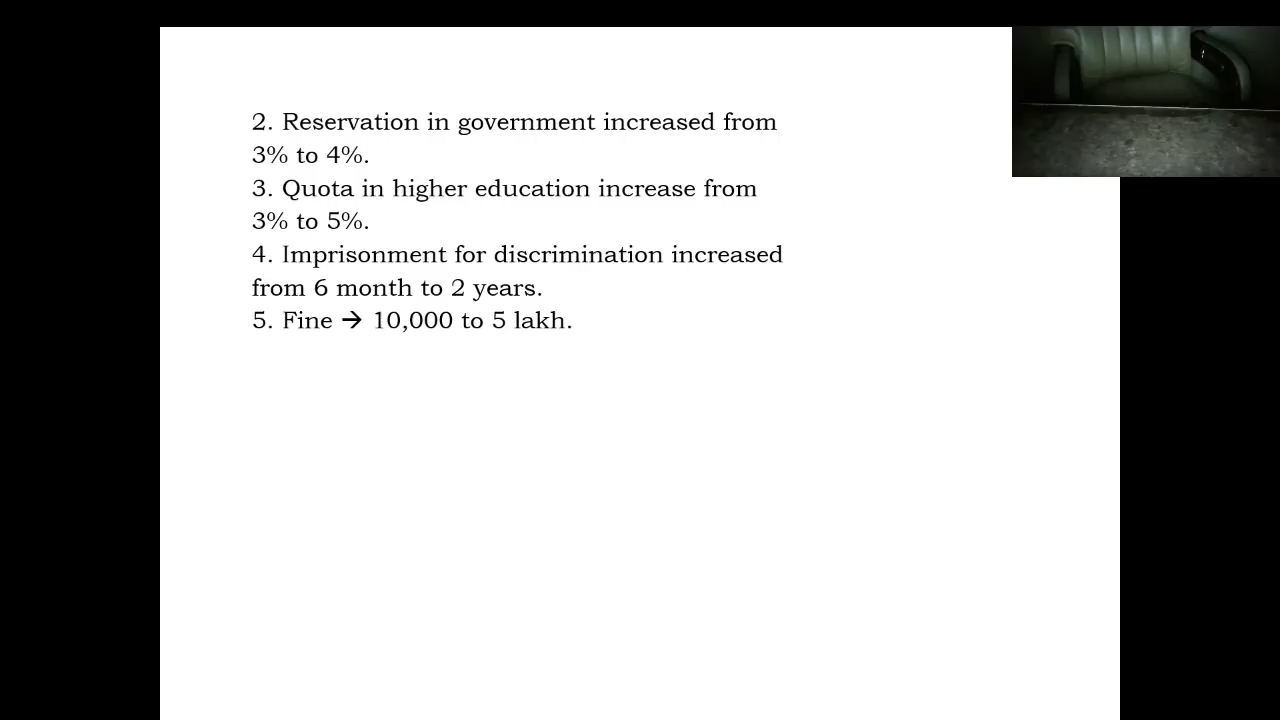 2. Reservation in government increased from
3% to 4%.
3. Quota in higher education increase from
3% to 5%.
4. Imprisonment for discrimination increased
from 6 month to 2 years.
5. Fine → 10,000 to 5 lakh.